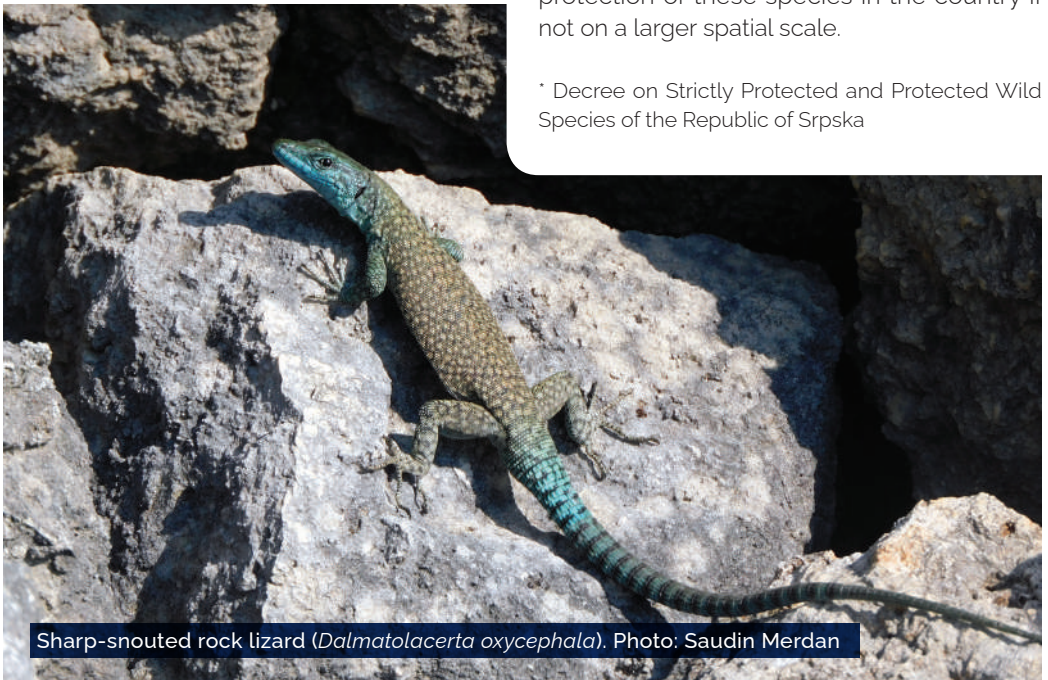 protection of these species in the country if
not on a larger spatial scale.
* Decree on Strictly Protected and Protected Wild
Species of the Republic of Srpska
Sharp-snouted rock lizard (Dalmatolacerta oxycephala). Photo: Saudin Merdan